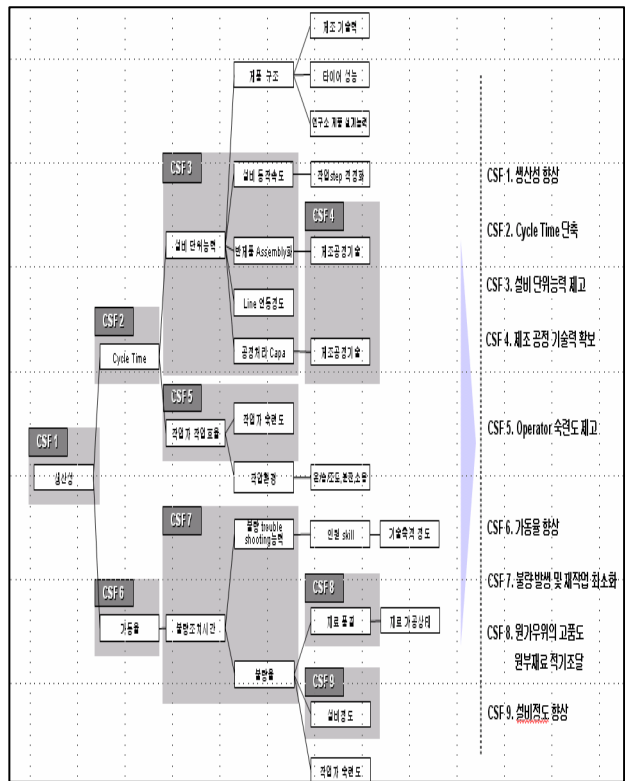 제조 기술력
제품 구조
타이어 성능
연구소 제품 설계능력
CSF 3
설비 동작속도
작업step 적정화
CSF 4
설비 단위능력
반제품 Assembly화
제조공정기술
Line 연동정도
CSF 2
Cycle Time
공정처리 Capa
제조공정기술
CSF 5
작업자 숙련도
작업자 작업효율
CSF 1
생산성
작업환경
온/습/조도,분진,소음
CSF 7
불량 trouble
shooting능력
인원 skill
기술축적 정도
CSF 6
CSF 8
가동율
불량조치시간
재료 품질
재료 가공상태
불량율
CSF 9
설비정도
작업자 숙련도
CSF 1. 생산성 향상
CSF 2. Cycle Time 단축
CSF 3. 설비 단위능력 제고
CSF 4. 제조 공정 기술력 확보
CSF 5. Operator 숙련도 제고
CSF 6. 가동율 향상
CSF 7. 불량 발생 및 재작업 최소화
CSF 8. 원가우위의 고품도
원부재료 적기조달
CSF 9. 설비정도 향상